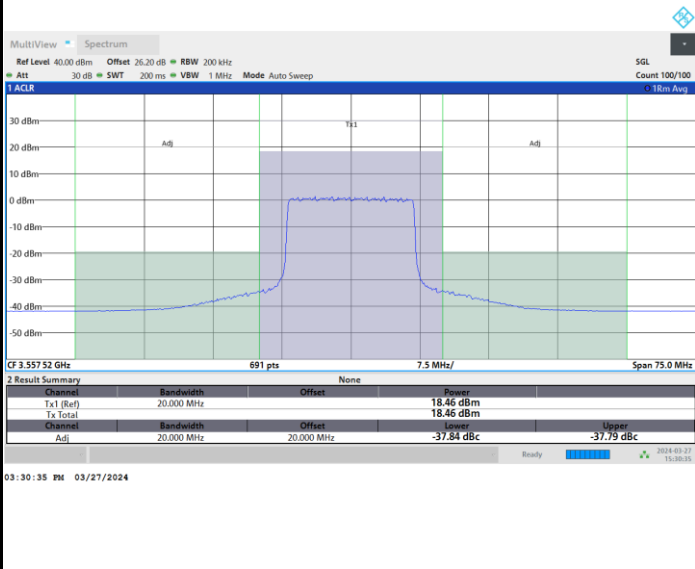 MultiView Spectrum
Ref Level 40.00 dBm Offset 26.20 dB RBW 200 kHz SGL
Att 30 dB SWT 200 ms VBW 1 MHz Mode Auto Sweep Count 100/100
1 ACLR 1Rm Avg
Tx1
Adj Adj
30 dBm
20 dBm
10 dBm
0 dBm
-10 dBm
-20 dBm
-30 dBm
-40 dBm
-50 dBm
CF 3.557 52 GHz 691 pts 7.5 MHz/ Span 75.0 MHz
2 Result Summary None
Channel Bandwidth Offset Power
Tx1 (Ref) 20.000 MHz 18.46 dBm
Tx Total 18.46 dBm
Channel Bandwidth Offset Lower Upper
Adj 20.000 MHz 20.000 MHz -37.84 dBc -37.79 dBc
Ready 2024-03-27
15:30:35
03:30:35 PM 03/27/2024